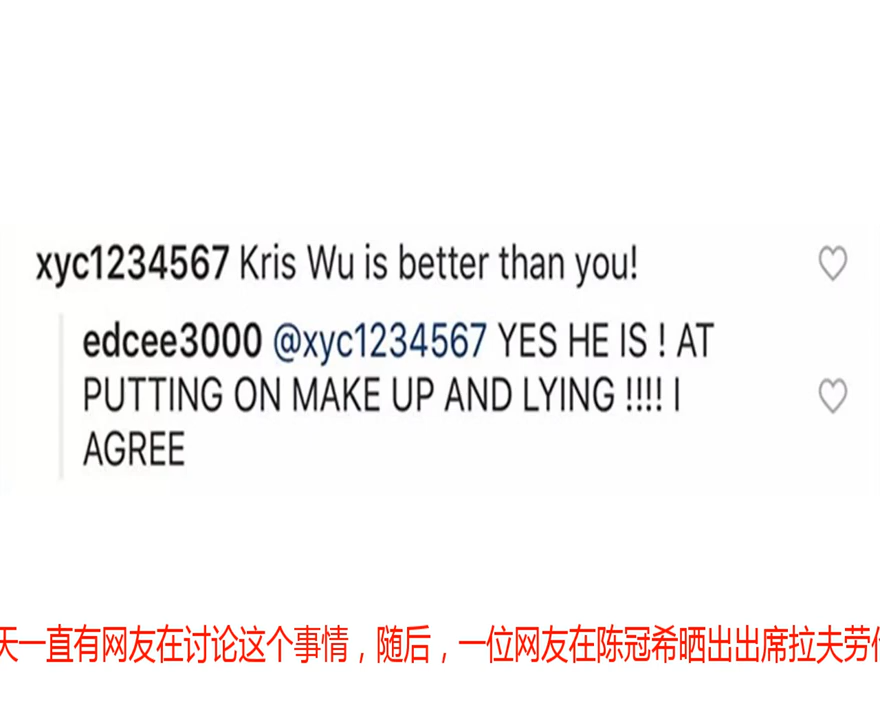 xyc1234567 Kris Wu is better than you!
edcee3000 @xyc1234567 YES HE IS ! AT
PUTTING ON MAKE UP AND LYING !!!! I
AGREE
天一直有网友在讨论这个事情，随后，一位网友在陈冠希晒出出席拉夫劳